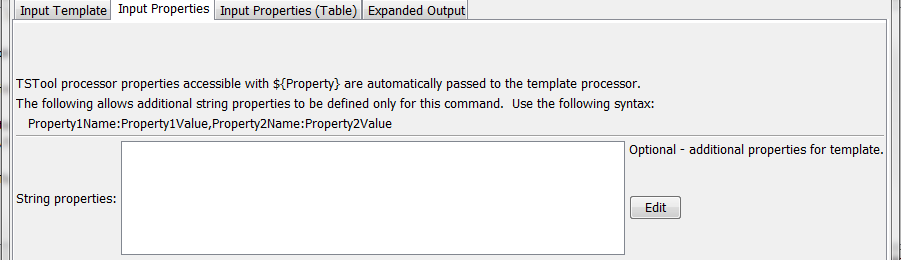 Input Template Input Properties Input Properties (Table) Expanded Output
TSTool processor properties accessible with ${Property} are automatically passed to the template processor.
The following allows additional string properties to be defined only for this command. Use the following syntax:
Property1Name:Property1Value,Property2Name:Property2Value
Optional - additional properties for template.
String properties:
Edit